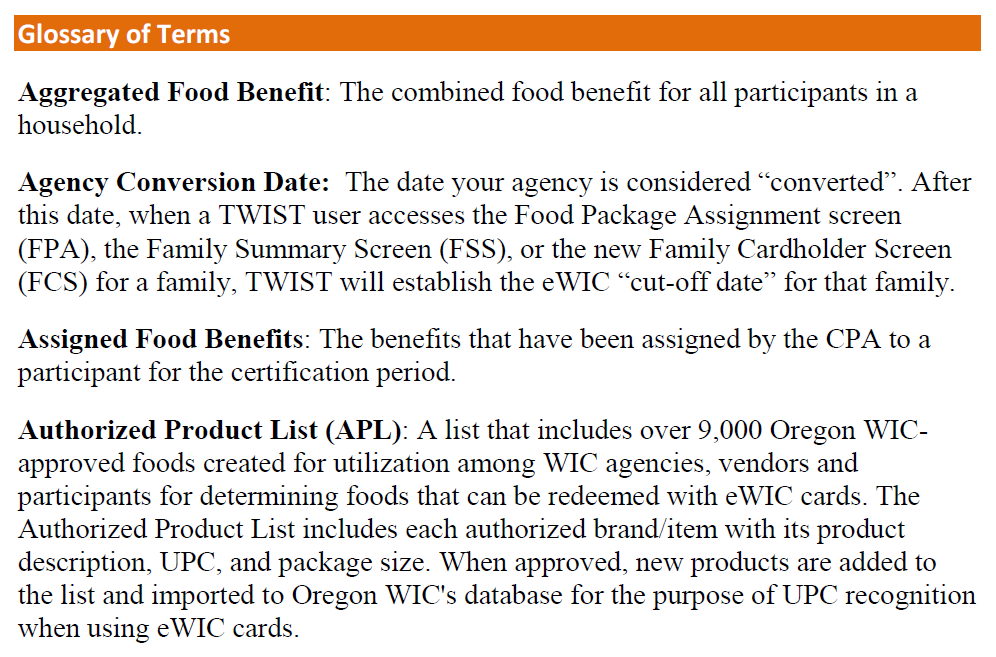 Glossary of Terms
Aggregated Food Benefit: The combined food benefit for all participants in a
household.
Agency Conversion Date:  The date your agency is considered “converted”. After
this date, when a TWIST user accesses the Food Package Assignment screen
(FPA), the Family Summary Screen (FSS), or the new Family Cardholder Screen
(FCS) for a family, TWIST will establish the eWIC “cut-off date” for that family.
Assigned Food Benefits: The benefits that have been assigned by the CPA to a
participant for the certification period.
Authorized Product List (APL): A list that includes over 9,000 Oregon WIC-
approved foods created for utilization among WIC agencies, vendors and
participants for determining foods that can be redeemed with eWIC cards. The
Authorized Product List includes each authorized brand/item with its product
description, UPC, and package size. When approved, new products are added to
the list and imported to Oregon WIC's database for the purpose of UPC recognition
when using eWIC cards.